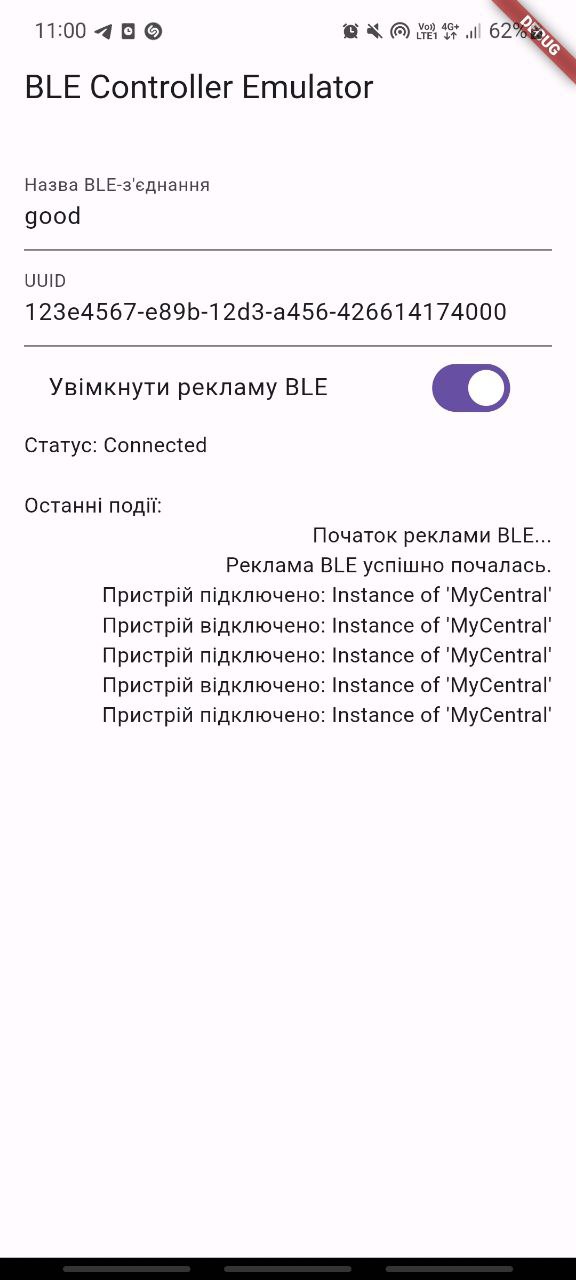 11:00 Vo)) LTE1 4G+ 62%
DEBUG
BLE Controller Emulator
Назва BLE-з'єднання
good
UUID
123e4567-e89b-12d3-a456-426614174000
Увімкнути рекламу BLE
Статус: Connected
Останні події:
Початок реклами BLE...
Реклама BLE успішно почалась.
Пристрій підключено: Instance of 'MyCentral'
Пристрій відключено: Instance of 'MyCentral'
Пристрій підключено: Instance of 'MyCentral'
Пристрій відключено: Instance of 'MyCentral'
Пристрій підключено: Instance of 'MyCentral'